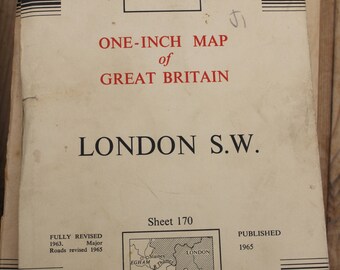 ONE-INCH MAP
of
GREAT BRITAIN
LONDON S.W.
Sheet 170
FULLY REVISED
1963. Major
Roads revised 1965
PUBLISHED
1965
LONDON
EGHAM